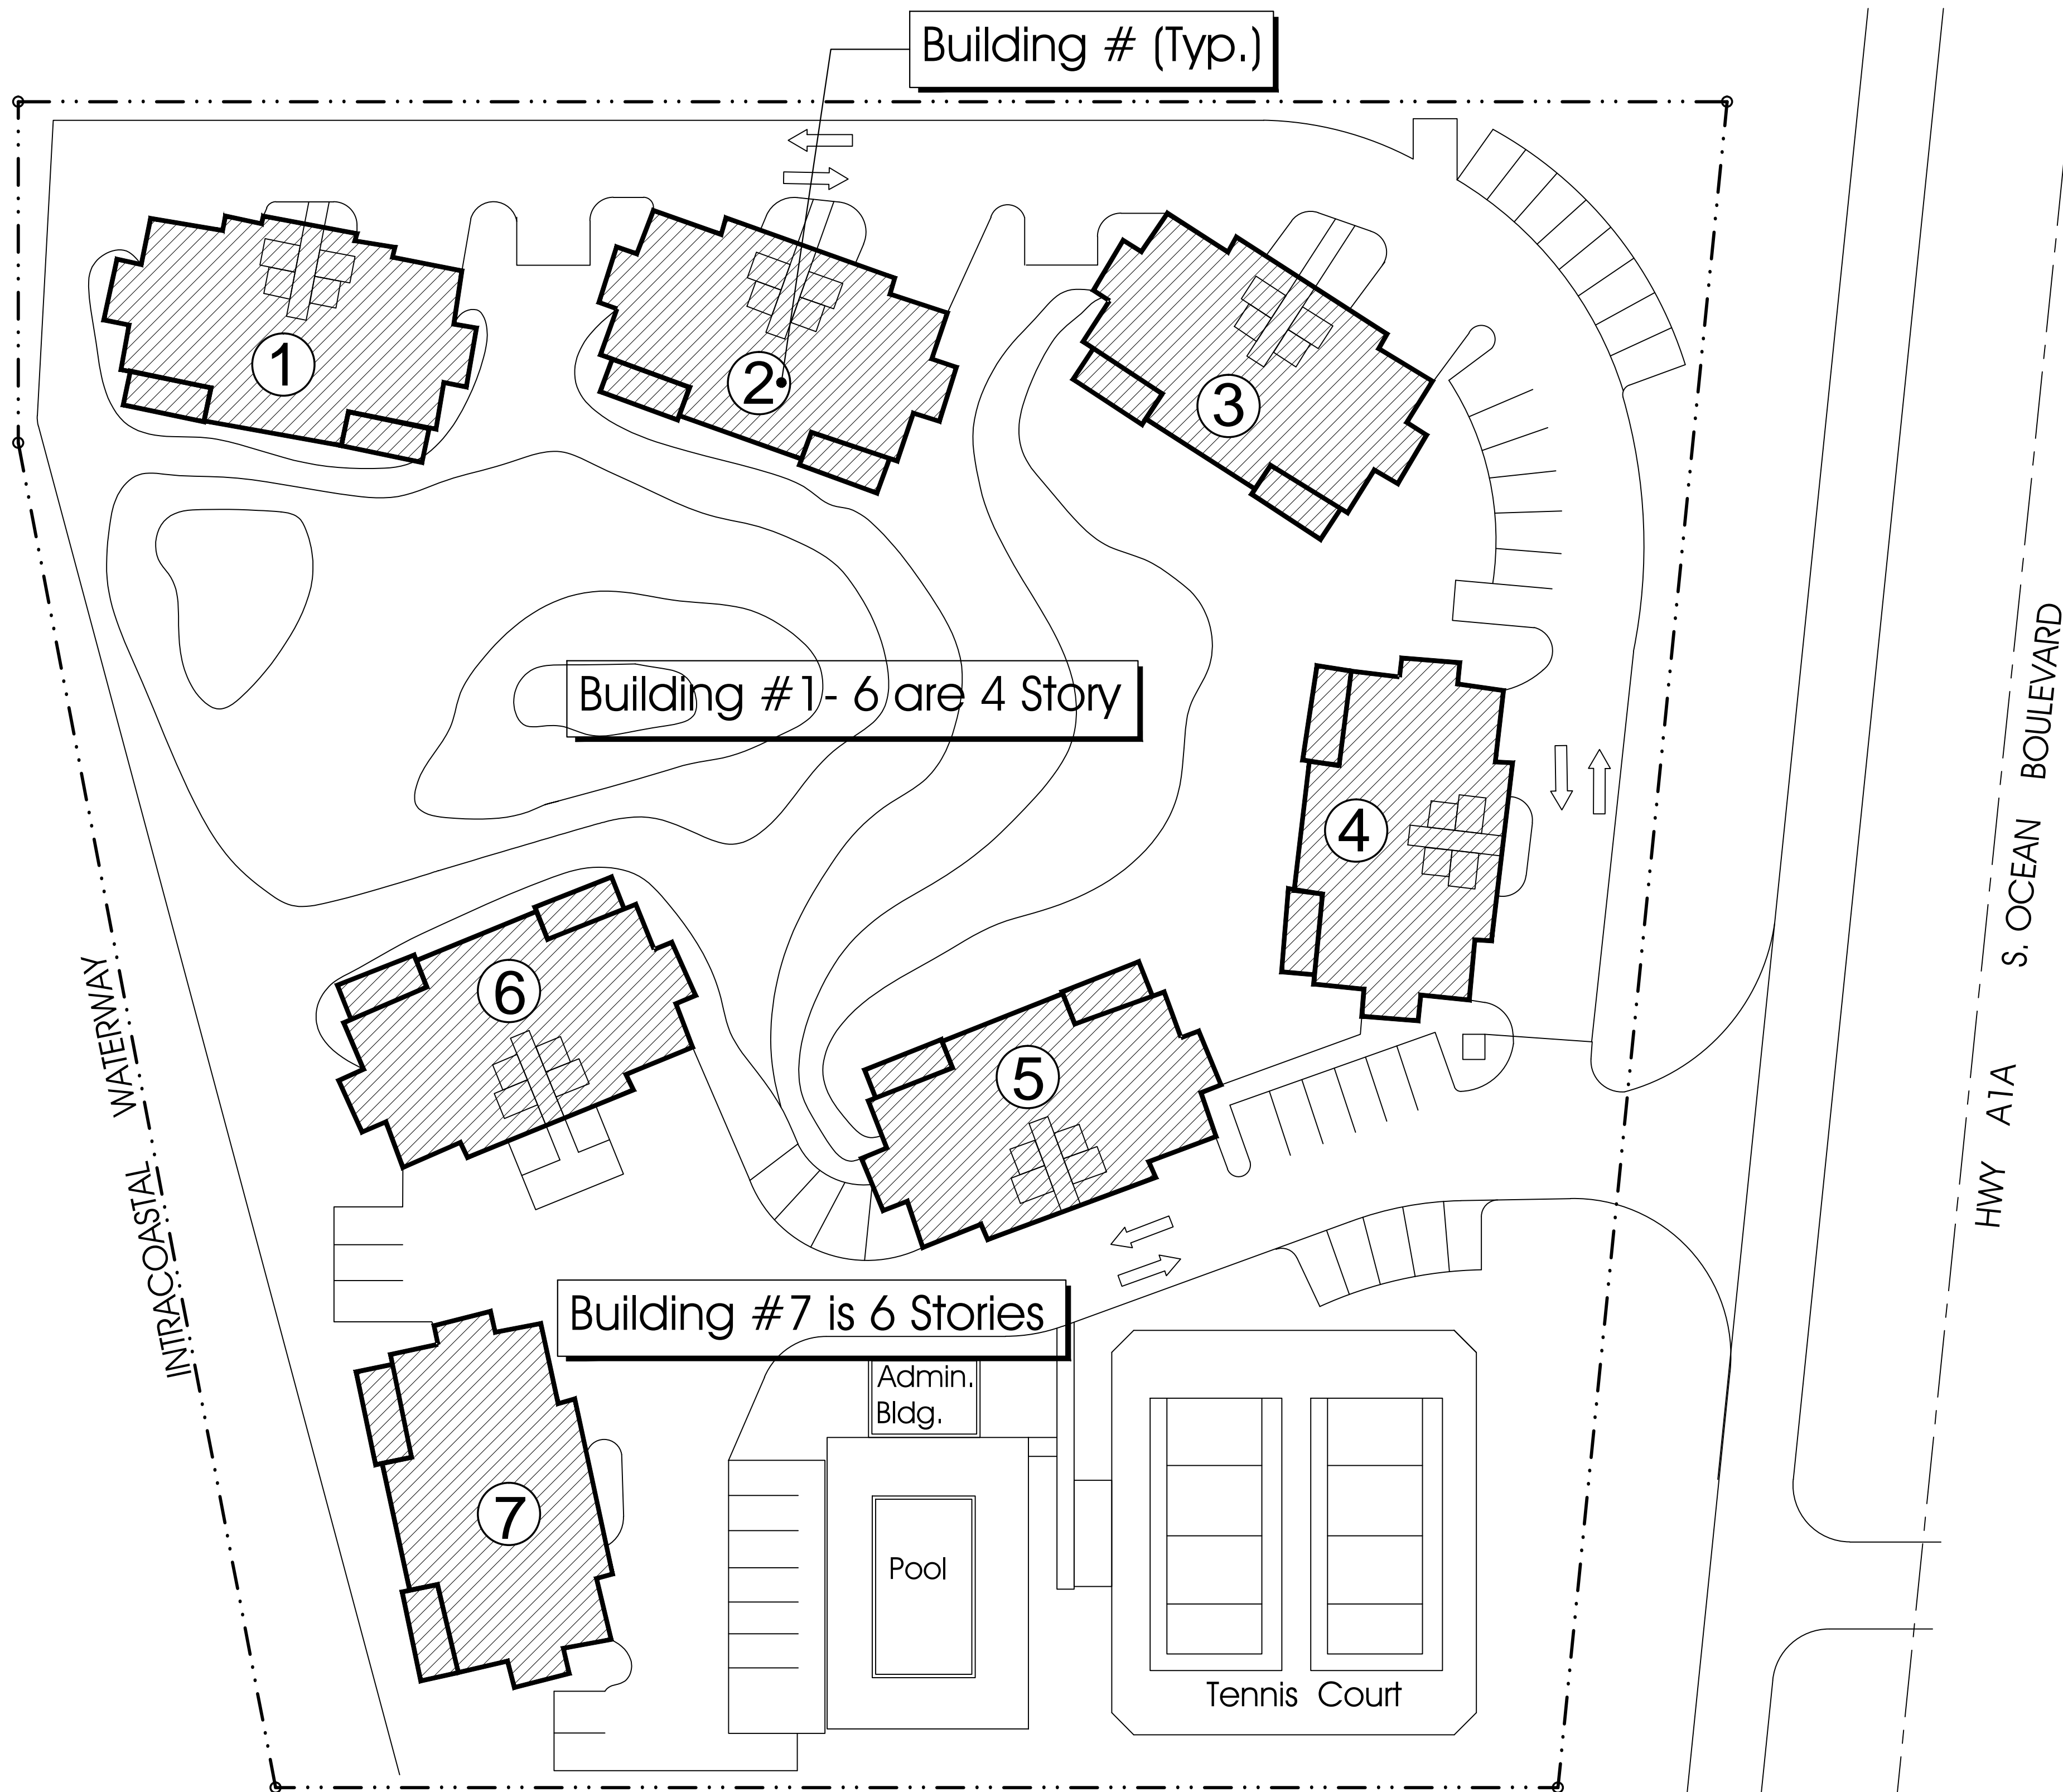 Building # (Typ.)
1
2
3
Building #1- 6 are 4 Story
4
S. OCEAN BOULEVARD
HWY A1A
6
5
INTRACOASTAL WATERWAY
Building #7 is 6 Stories
Admin.
Bldg.
7
Pool
Tennis Court